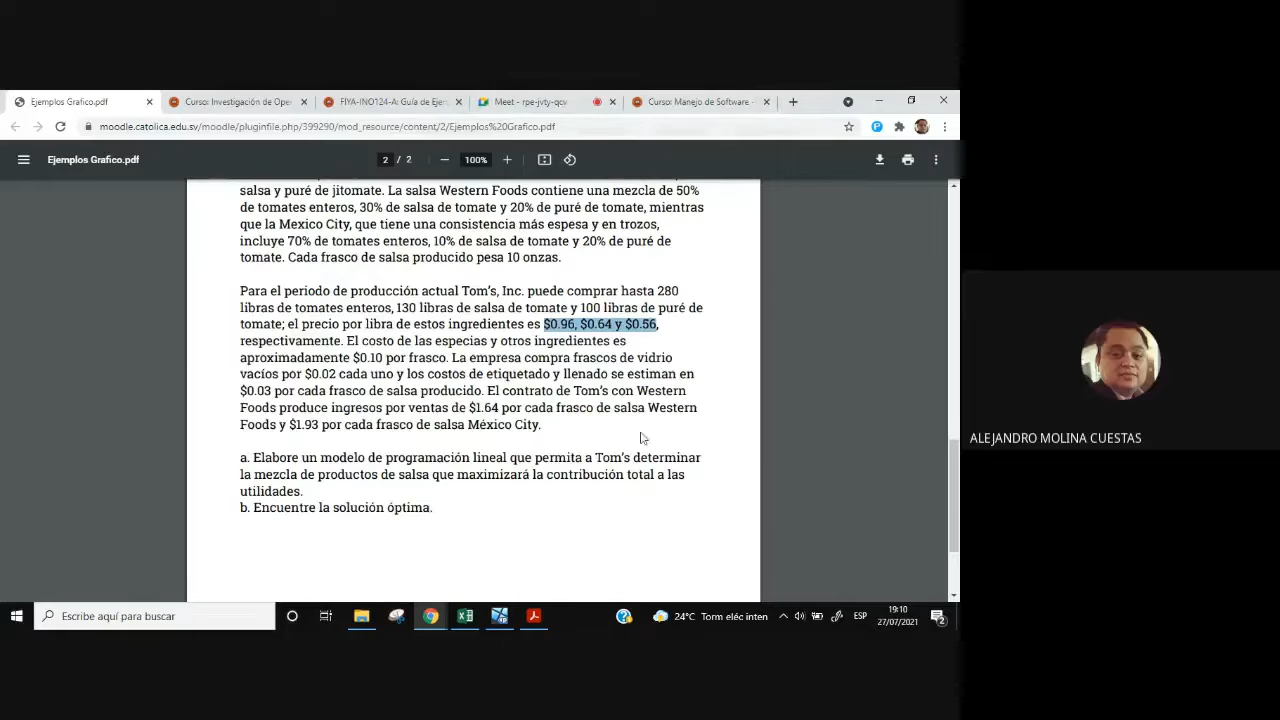 Ejemplos Grafico.pdf
Curso: Investigación de Ope
FIYA-INO124-A: Guía de Ejer
Meet - rpe-jvty-qcv
Curso: Manejo de Software -
moodle.catolica.edu.sv/moodle/pluginfile.php/399290/mod_resource/content/2/Ejemplos%20Grafico.pdf
Ejemplos Grafico.pdf
2 / 2
100%
salsa y puré de jitomate. La salsa Western Foods contiene una mezcla de 50%
de tomates enteros, 30% de salsa de tomate y 20% de puré de tomate, mientras
que la Mexico City, que tiene una consistencia más espesa y en trozos,
incluye 70% de tomates enteros, 10% de salsa de tomate y 20% de puré de
tomate. Cada frasco de salsa producido pesa 10 onzas.
Para el periodo de producción actual Tom's, Inc. puede comprar hasta 280
libras de tomates enteros, 130 libras de salsa de tomate y 100 libras de puré de
tomate; el precio por libra de estos ingredientes es $0.96, $0.64 y $0.56,
respectivamente. El costo de las especias y otros ingredientes es
aproximadamente $0.10 por frasco. La empresa compra frascos de vidrio
vacíos por $0.02 cada uno y los costos de etiquetado y llenado se estiman en
$0.03 por cada frasco de salsa producido. El contrato de Tom's con Western
Foods produce ingresos por ventas de $1.64 por cada frasco de salsa Western
Foods y $1.93 por cada frasco de salsa México City.
a. Elabore un modelo de programación lineal que permita a Tom's determinar
la mezcla de productos de salsa que maximizará la contribución total a las
utilidades.
b. Encuentre la solución óptima.
ALEJANDRO MOLINA CUESTAS
Escribe aquí para buscar
24°C Torm eléc inten
ESP
19:10
27/07/2021
2